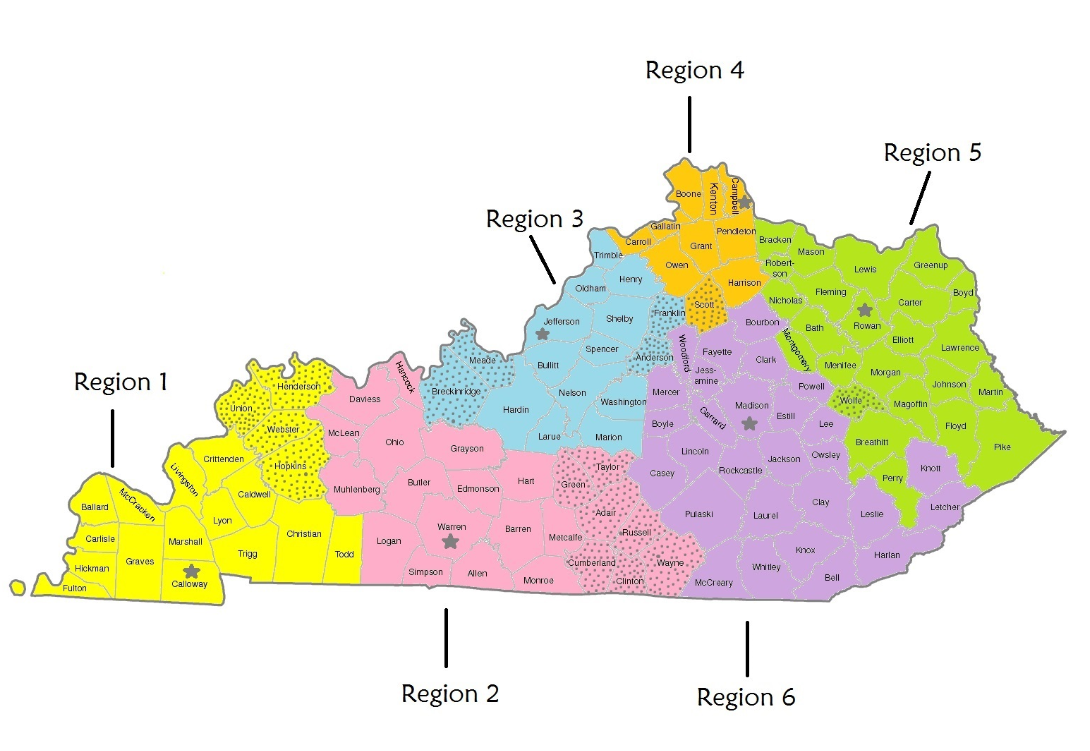 Region 4
Region 5
Region 3
Region 1
Region 2
Region 6
Boone
Kenton
Campbell
Gallatin
Carroll
Grant
Pendleton
Owen
Harrison
Scott
Bracken
Mason
Robert-
son
Lewis
Greenup
Fleming
Nicholas
Carter
Boyd
Rowan
Bath
Elliott
Montgomery
Menifee
Lawrence
Morgan
Johnson
Martin
Wolfe
Magoffin
Floyd
Breathitt
Pike
Perry
Trimble
Henry
Oldham
Jefferson
Shelby
Franklin
Spencer
Anderson
Bullitt
Meade
Breckinridge
Nelson
Hardin
Washington
Larue
Marion
Bourbon
Woodford
Fayette
Clark
Jess-
amine
Powell
Mercer
Madison
Garrard
Estill
Boyle
Lee
Lincoln
Jackson
Owsley
Rockcastle
Casey
Knott
Clay
Leslie
Letcher
Pulaski
Laurel
Knox
Harlan
Whitley
Bell
McCreary
Hancock
Daviess
McLean
Ohio
Grayson
Muhlenberg
Butler
Edmonson
Hart
Taylor
Green
Adair
Russell
Warren
Barren
Metcalfe
Logan
Simpson
Allen
Monroe
Cumberland
Clinton
Wayne
Henderson
Union
Webster
Hopkins
Crittenden
Livingston
Caldwell
McCracken
Ballard
Lyon
Christian
Todd
Trigg
Marshall
Carlisle
Graves
Hickman
Calloway
Fulton